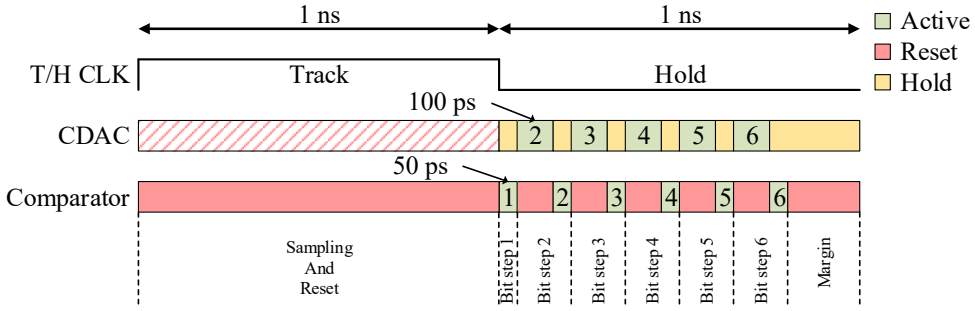 1 ns 1 ns
Active
Reset
Hold
T/H CLK Track Hold
100 ps
CDAC 2 3 4 5 6
50 ps
Comparator 1 2 3 4 5 6
Sampling
And
Reset
Bit step 1
Bit step 2
Bit step 3
Bit step 4
Bit step 5
Bit step 6
Margin